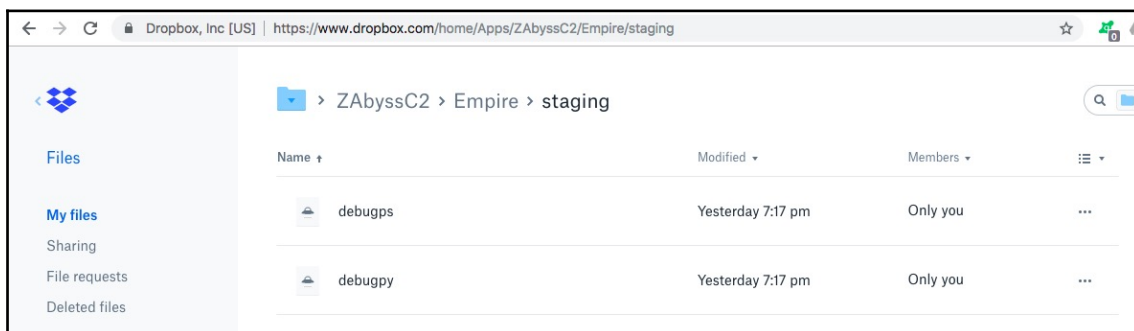 Dropbox, Inc [US] | https://www.dropbox.com/home/Apps/ZAbyssC2/Empire/staging
0
> ZAbyssC2 > Empire > staging
Files
Name ↑ Modified ▾ Members ▾
My files
debugps Yesterday 7:17 pm Only you ...
Sharing
File requests
debugpy Yesterday 7:17 pm Only you ...
Deleted files